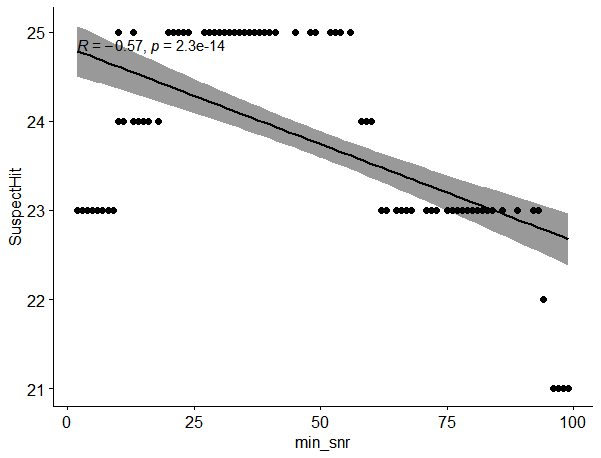 25
R = −0.57, p = 2.3e-14
24
SuspectHit
23
22
21
0 25 50 75 100
min_snr